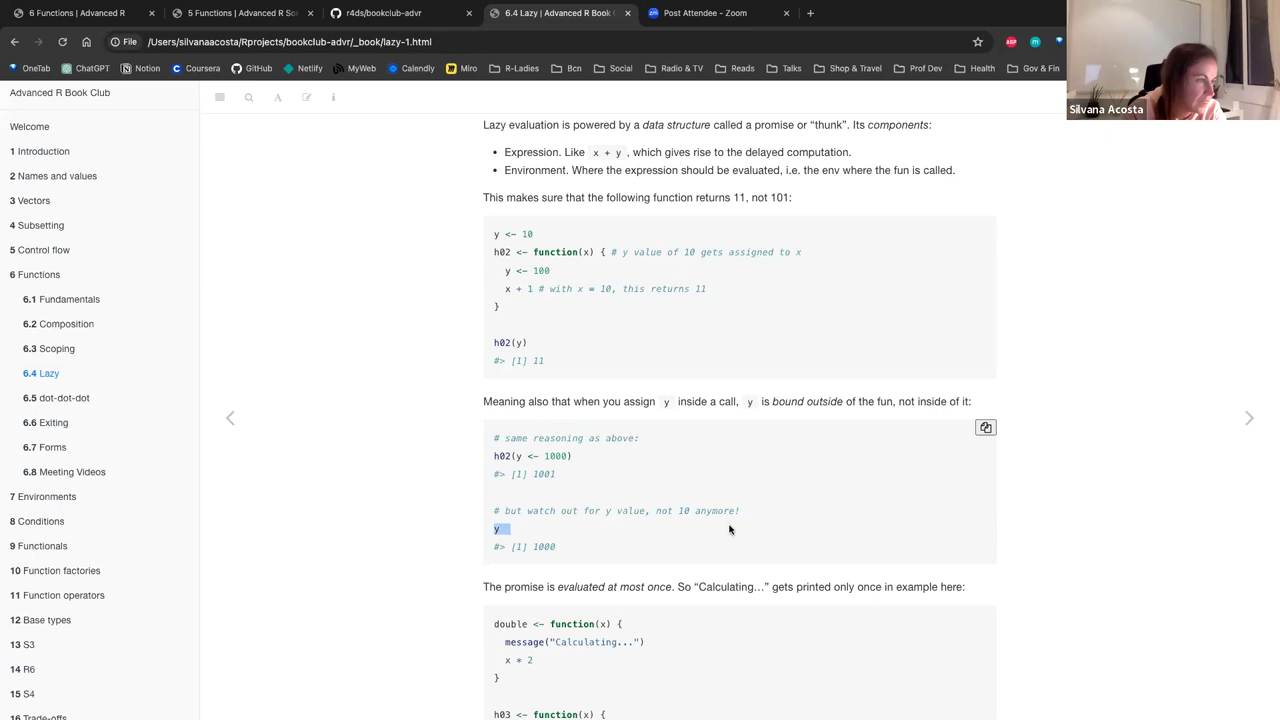 6 Functions | Advanced R
5 Functions | Advanced R So
r4ds/bookclub-advr
6.4 Lazy | Advanced R Book
Post Attendee - Zoom
File
/Users/silvanaacosta/Rprojects/bookclub-advr/_book/lazy-1.html
ABP
OneTab
ChatGPT
Notion
Coursera
GitHub
Netlify
MyWeb
Calendly
Miro
R-Ladies
Bcn
Social
Radio & TV
Reads
Talks
Shop & Travel
Prof Dev
Health
Gov & Fin
Silvana Acosta
Advanced R Book Club
Welcome
1 Introduction
2 Names and values
3 Vectors
4 Subsetting
5 Control flow
6 Functions
6.1 Fundamentals
6.2 Composition
6.3 Scoping
6.4 Lazy
6.5 dot-dot-dot
6.6 Exiting
6.7 Forms
6.8 Meeting Videos
7 Environments
8 Conditions
9 Functionals
10 Function factories
11 Function operators
12 Base types
13 S3
14 R6
15 S4
16 Trade-offs
Lazy evaluation is powered by a data structure called a promise or “thunk”. Its components:
• Expression. Like x + y , which gives rise to the delayed computation.
• Environment. Where the expression should be evaluated, i.e. the env where the fun is called.
This makes sure that the following function returns 11, not 101:
y <- 10
h02 <- function(x) { # y value of 10 gets assigned to x
y <- 100
x + 1 # with x = 10, this returns 11
}
h02(y)
#> [1] 11
Meaning also that when you assign y inside a call, y is bound outside of the fun, not inside of it:
# same reasoning as above:
h02(y <- 1000)
#> [1] 1001
# but watch out for y value, not 10 anymore!
y
#> [1] 1000
The promise is evaluated at most once. So “Calculating…” gets printed only once in example here:
double <- function(x) {
message("Calculating...")
x * 2
}
h03 <- function(x) {